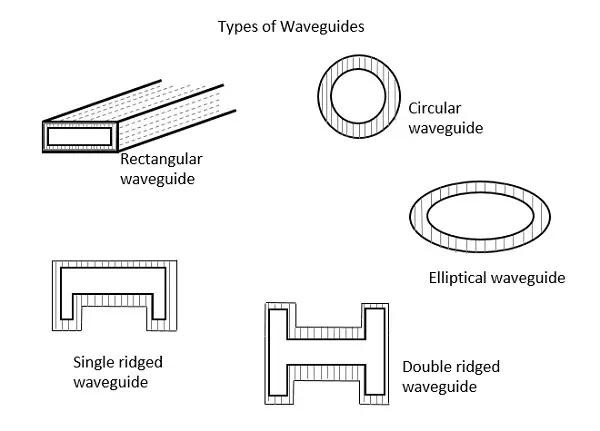 Types of Waveguides
Rectangular
waveguide
Circular
waveguide
Elliptical waveguide
Single ridged
waveguide
Double ridged
waveguide